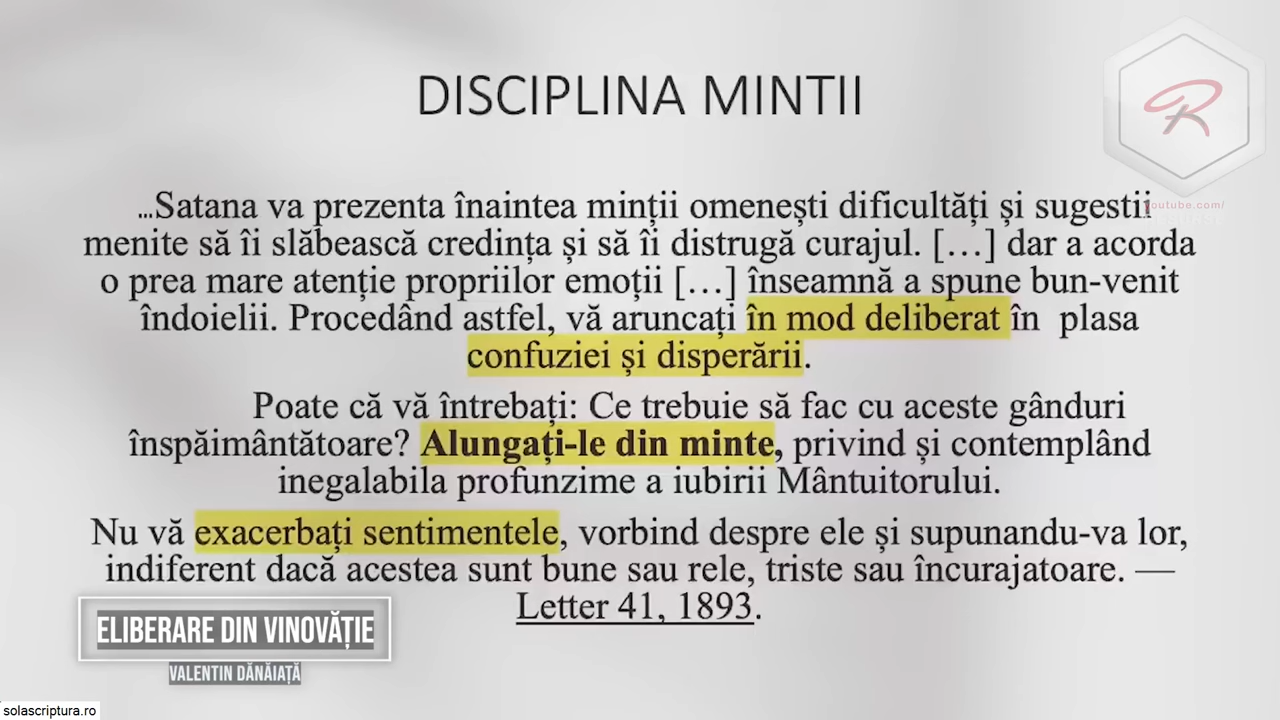 DISCIPLINA MINTII
...Satana va prezenta înaintea minții omenești dificultăți și sugestii
menite să îi slăbească credința și să îi distrugă curajul. […] dar a acorda
o prea mare atenție propriilor emoții […] înseamnă a spune bun-venit
îndoielii. Procedând astfel, vă aruncați în mod deliberat în plasa
confuziei și disperării.
Poate că vă întrebați: Ce trebuie să fac cu aceste gânduri
înspăimântătoare? Alungați-le din minte, privind și contemplând
inegalabila profunzime a iubirii Mântuitorului.
Nu vă exacerbați sentimentele, vorbind despre ele și supunandu-va lor,
indiferent dacă acestea sunt bune sau rele, triste sau încurajatoare. —
Letter 41, 1893.
ELIBERARE DIN VINOVĂȚIE
VALENTIN DĂNĂIAȚĂ
solascriptura.ro
R
youtube.com/